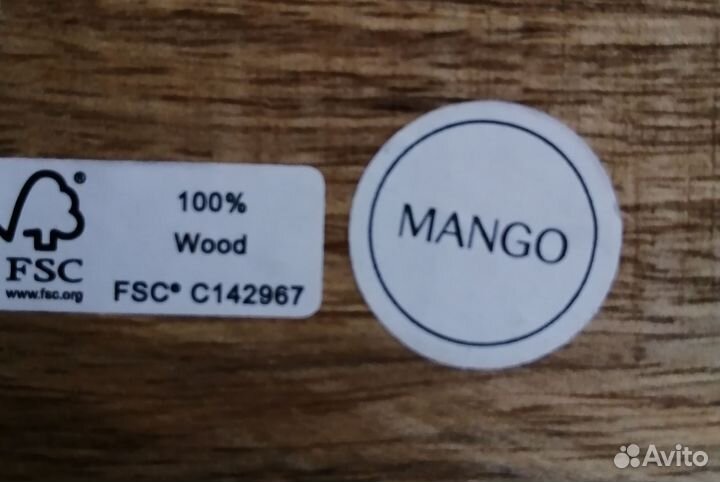 ®
FSC
www.fsc.org
100%
Wood
FSC® C142967
MANGO
Avito